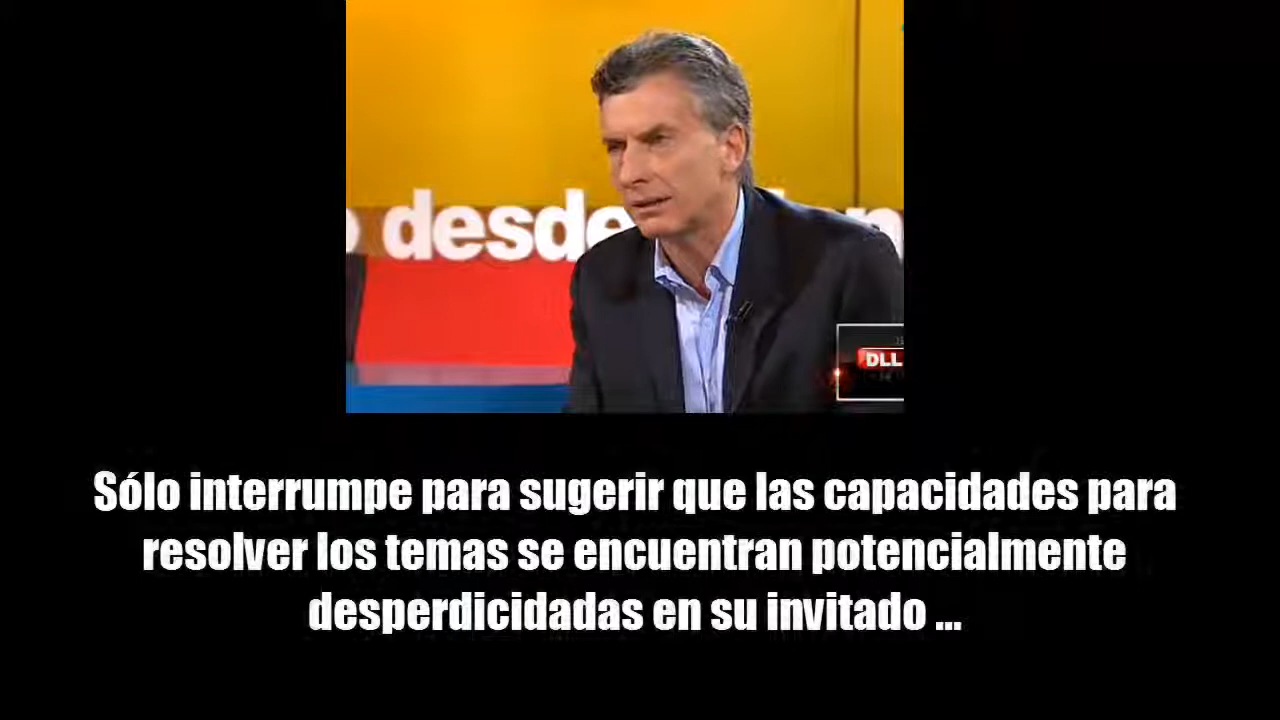 desde
DLL
Sólo interrumpe para sugerir que las capacidades para
resolver los temas se encuentran potencialmente
desperdicidadas en su invitado ...